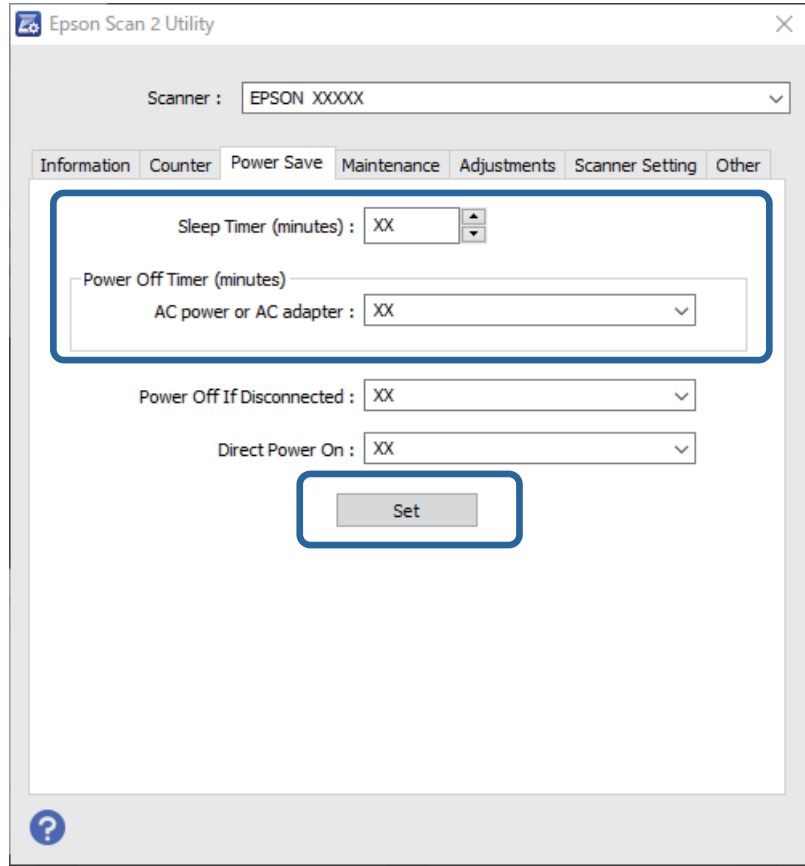 Epson Scan 2 Utility
Scanner : EPSON XXXXX
Information Counter Power Save Maintenance Adjustments Scanner Setting Other
Sleep Timer (minutes) : XX
Power Off Timer (minutes)
AC power or AC adapter : XX
Power Off If Disconnected : XX
Direct Power On : XX
Set
?